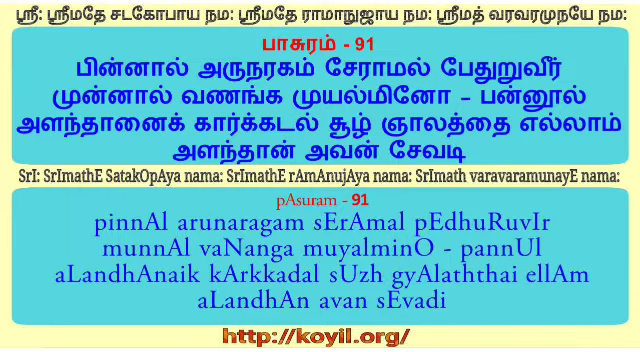 ஸ்ரீ: ஸ்ரீமதே சடகோபாய நம: ஸ்ரீமதே ராமாநுஜாய நம: ஸ்ரீமத் வரவரமுநயே நம:
பாசுரம் - 91
பின்னால் அருநரகம் சேராமல் பேதுறுவீர்
முன்னால் வணங்க முயல்மினோ – பன்னூல்
அளந்தானைக் கார்க்கடல் சூழ் ஞாலத்தை எல்லாம்
அளந்தான் அவன் சேவடி
SrI: SrImathE SatakOpAya nama: SrImathE rAmAnujAya nama: SrImath varavaramunayE nama:
pAsuram - 91
pinnAl arunaragam sErAmal pEdhuRuvIr
munnAl vaNanga muyalminO - pannUl
aLandhAnaik kArkkadal sUzh gyAlaththai ellAm
aLandhAn avan sEvadi
http://koyil.org/